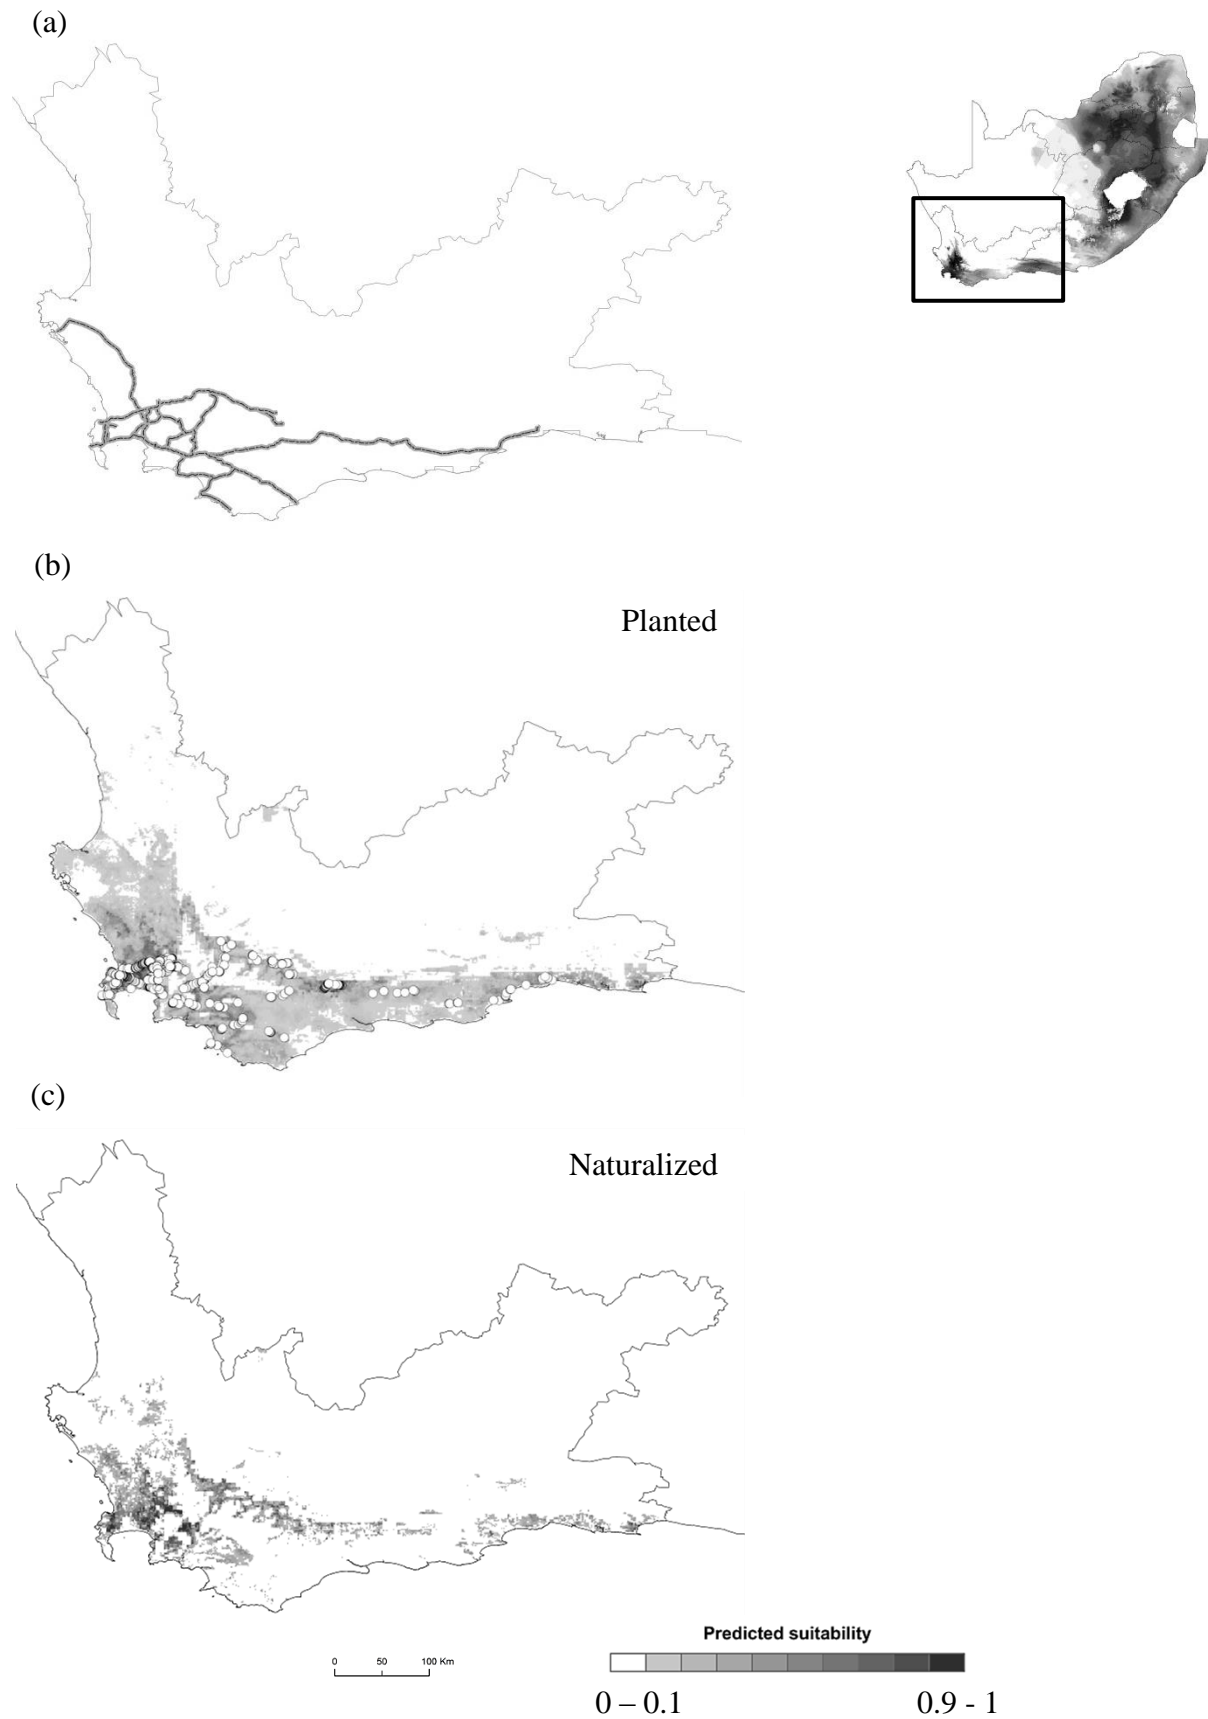 (a)
(b)
Planted
(c)
Naturalized
Predicted suitability
0 50 100 Km
0 – 0.1 0.9 - 1